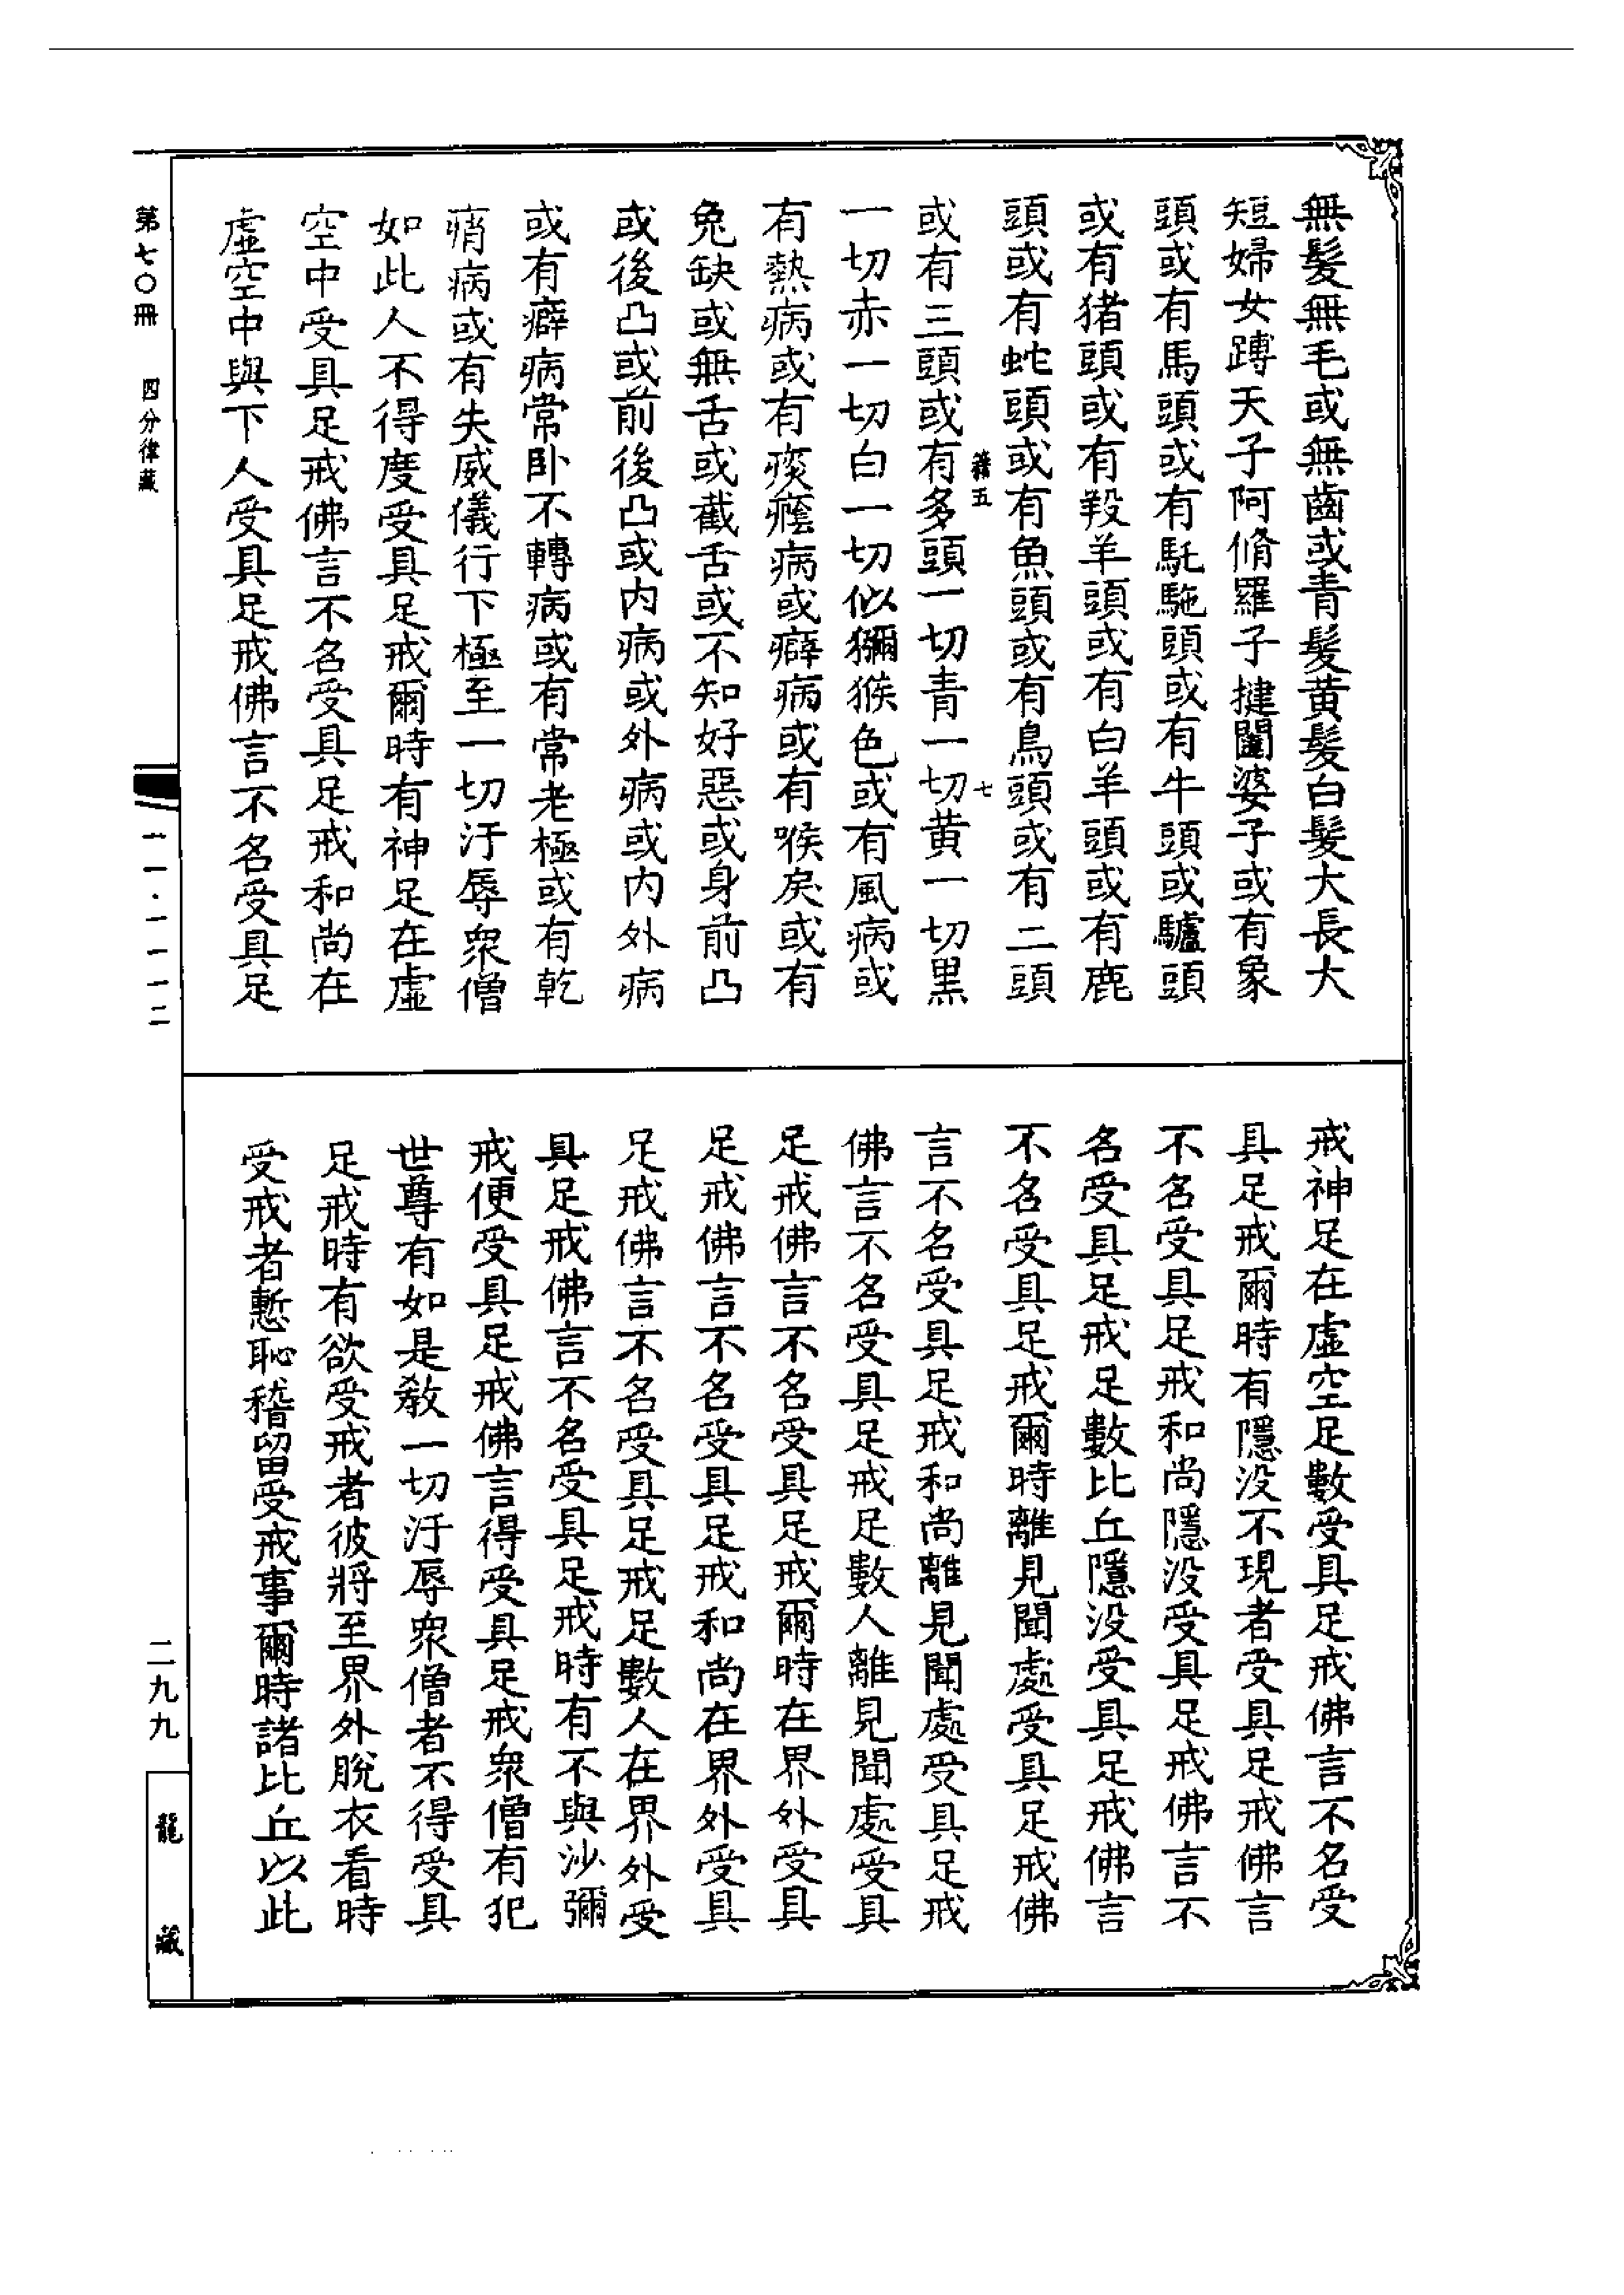 無髮無毛或無齒或青髮黄髮白髮大長大
短婦女蹲天子阿脩羅子揵闥婆子或有象
頭或有馬頭或有駞駞頭或有牛頭或驢頭
或有猪頭或有羖羊頭或有白羊頭或有鹿
頭或有蛇頭或有魚頭或有鳥頭或有二頭
籍五 七
或有三頭或有多頭一切青一切黄一切黑
一切赤一切白一切似獼猴色或有風病或
有熱病或有痰癊病或癖病或有喉戾或有
兔缺或無舌或截舌或不知好惡或身前凸
或後凸或前後凸或内病或外病或内外病
或有癖病常卧不轉病或有常老極或有乾
痟病或有失威儀行下極至一切汙辱衆僧
如此人不得度受具足戒爾時有神足在虛
空中受具足戒佛言不名受具足戒和尚在
虛空中與下人受具足戒佛言不名受具足
戒神足在虛空足數受具足戒佛言不名受
具足戒爾時有隱没不現者受具足戒佛言
不名受具足戒和尚隱没受具足戒佛言不
名受具足戒足數比丘隱没受具足戒佛言
不名受具足戒爾時離見聞處受具足戒佛
言不名受具足戒和尚離見聞處受具足戒
佛言不名受具足戒足數人離見聞處受具
足戒佛言不名受具足戒爾時在界外受具
足戒佛言不名受具足戒和尚在界外受具
足戒佛言不名受具足戒足數人在界外受
具足戒佛言不名受具足戒時有不與沙彌
戒便受具足戒佛言得受具足戒衆僧有犯
世尊有如是教一切汙辱衆僧者不得受具
足戒時有欲受戒者彼將至界外脫衣看時
受戒者慙恥稽留受戒事爾時諸比丘以此
第七〇冊 四分律藏
二九九
龍藏